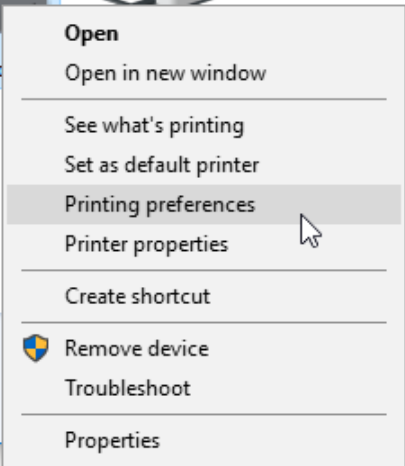 Open
Open in new window
See what's printing
Set as default printer
Printing preferences
Printer properties
Create shortcut
Remove device
Troubleshoot
Properties